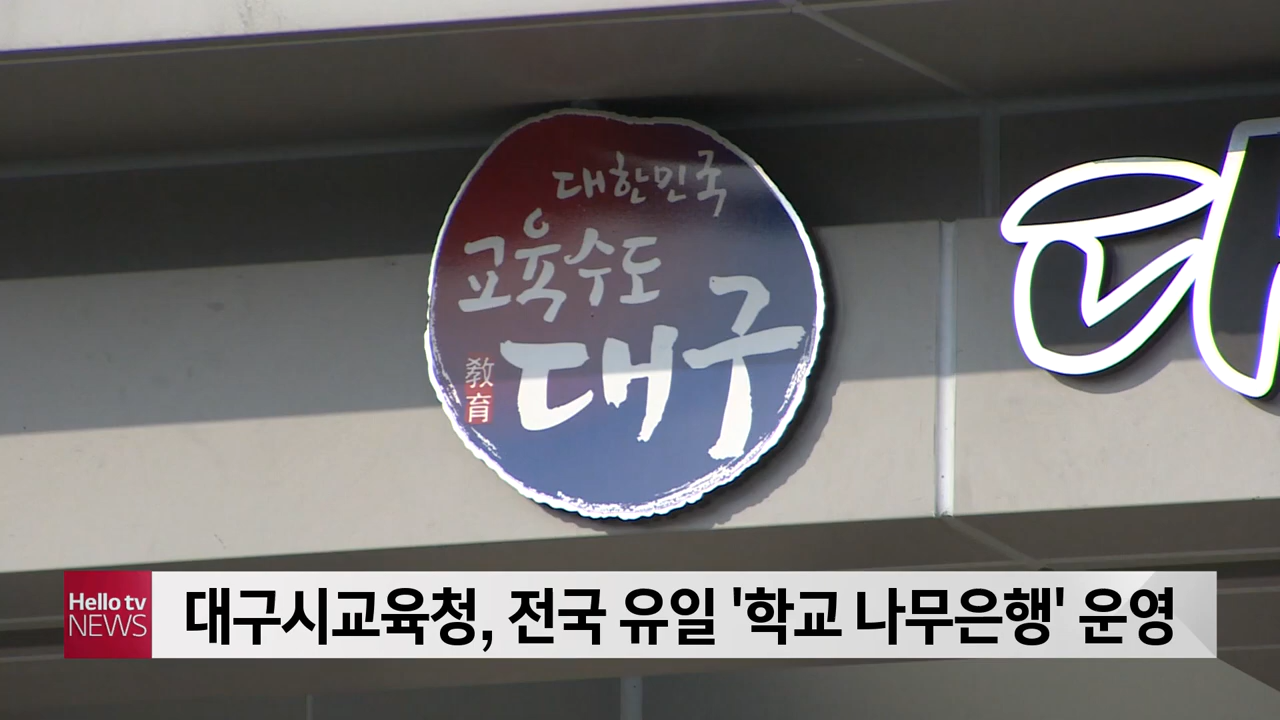 대한민국
교육수도
대구
敎育
Hello tv
NEWS
대구시교육청, 전국 유일 '학교 나무은행' 운영